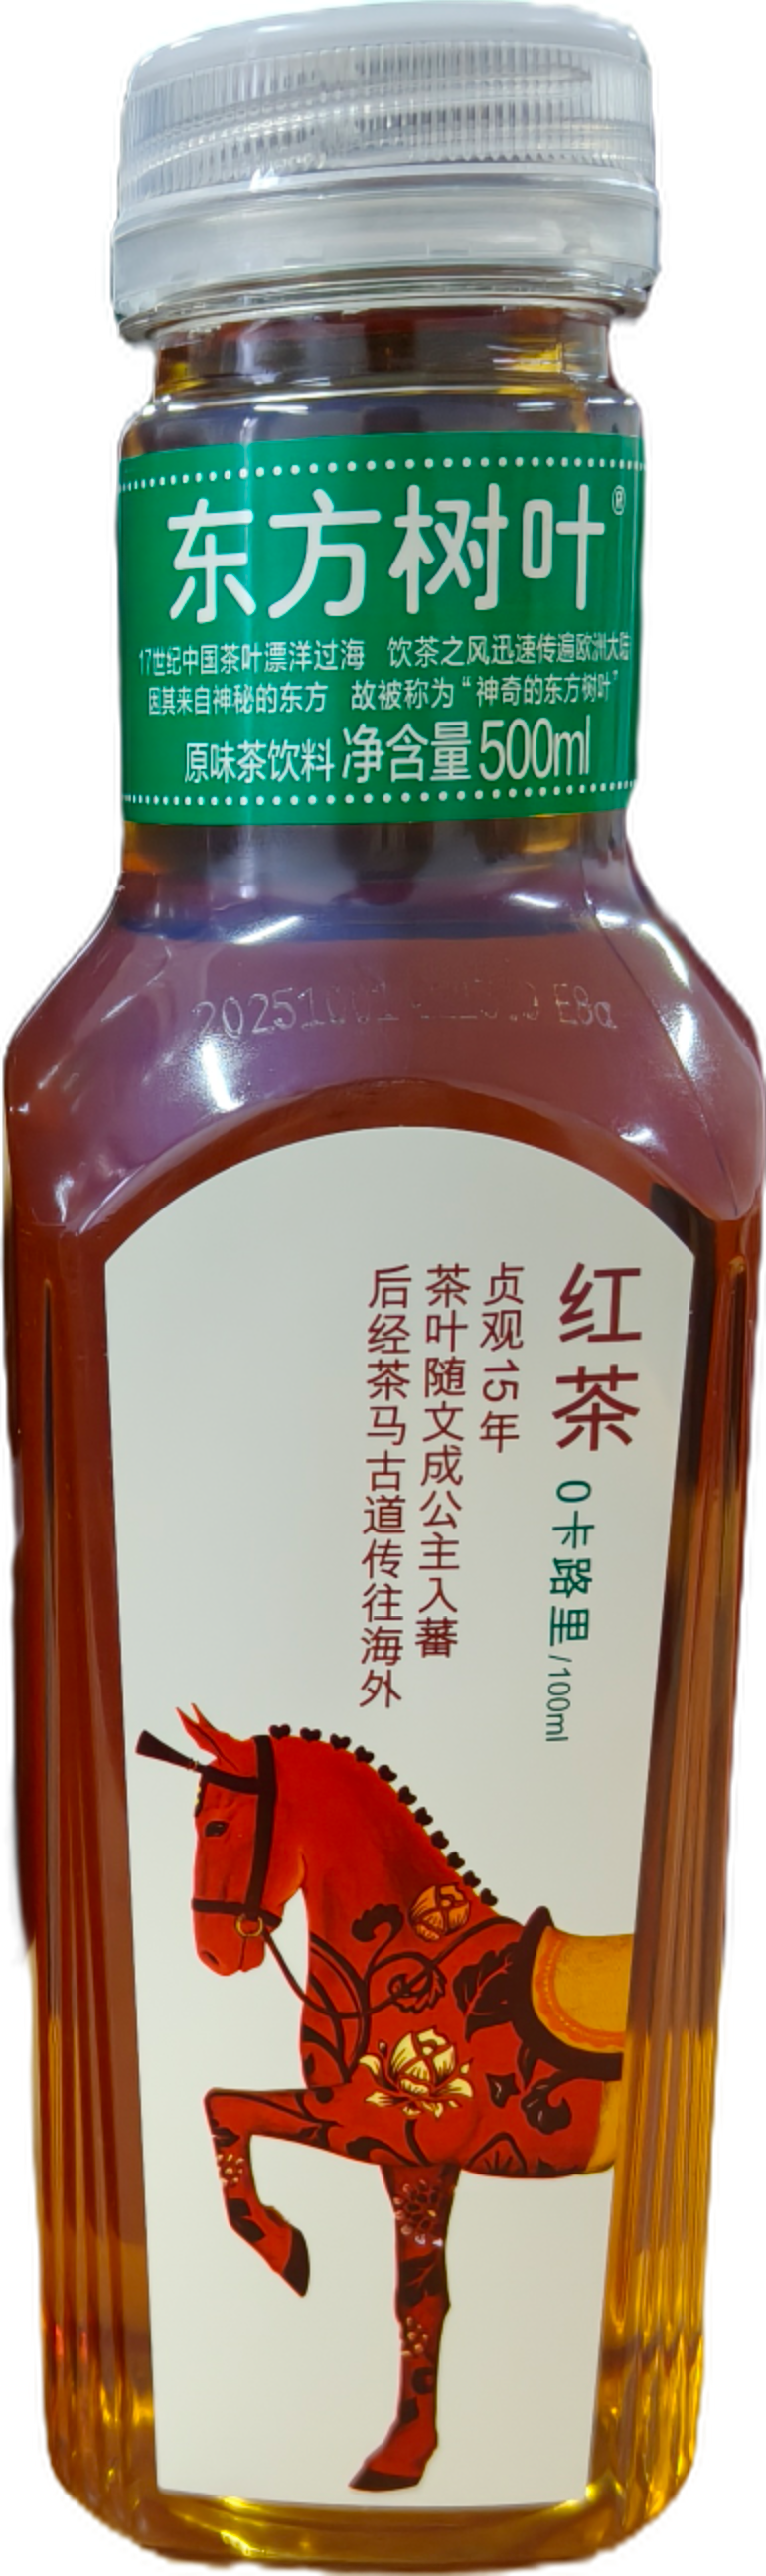 东方树叶®
17世纪中国茶叶漂洋过海 饮茶之风迅速传遍欧洲大陆
因其来自神秘的东方 故被称为“神奇的东方树叶”
原味茶饮料 净含量500ml
E8a
红茶
0卡路里/100ml
贞观15年
茶叶随文成公主入蕃
后经茶马古道传往海外